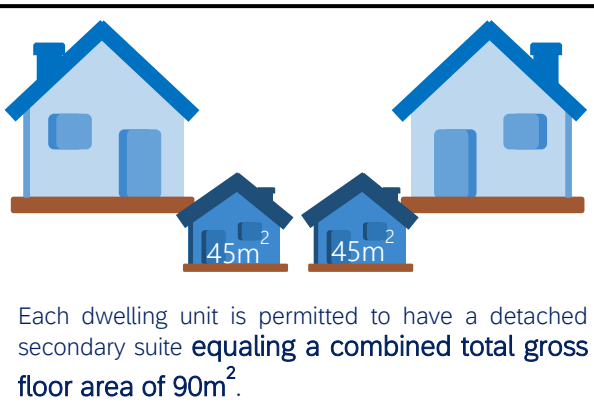 45m² 45m²
Each dwelling unit is permitted to have a detached
secondary suite equaling a combined total gross
floor area of 90m².